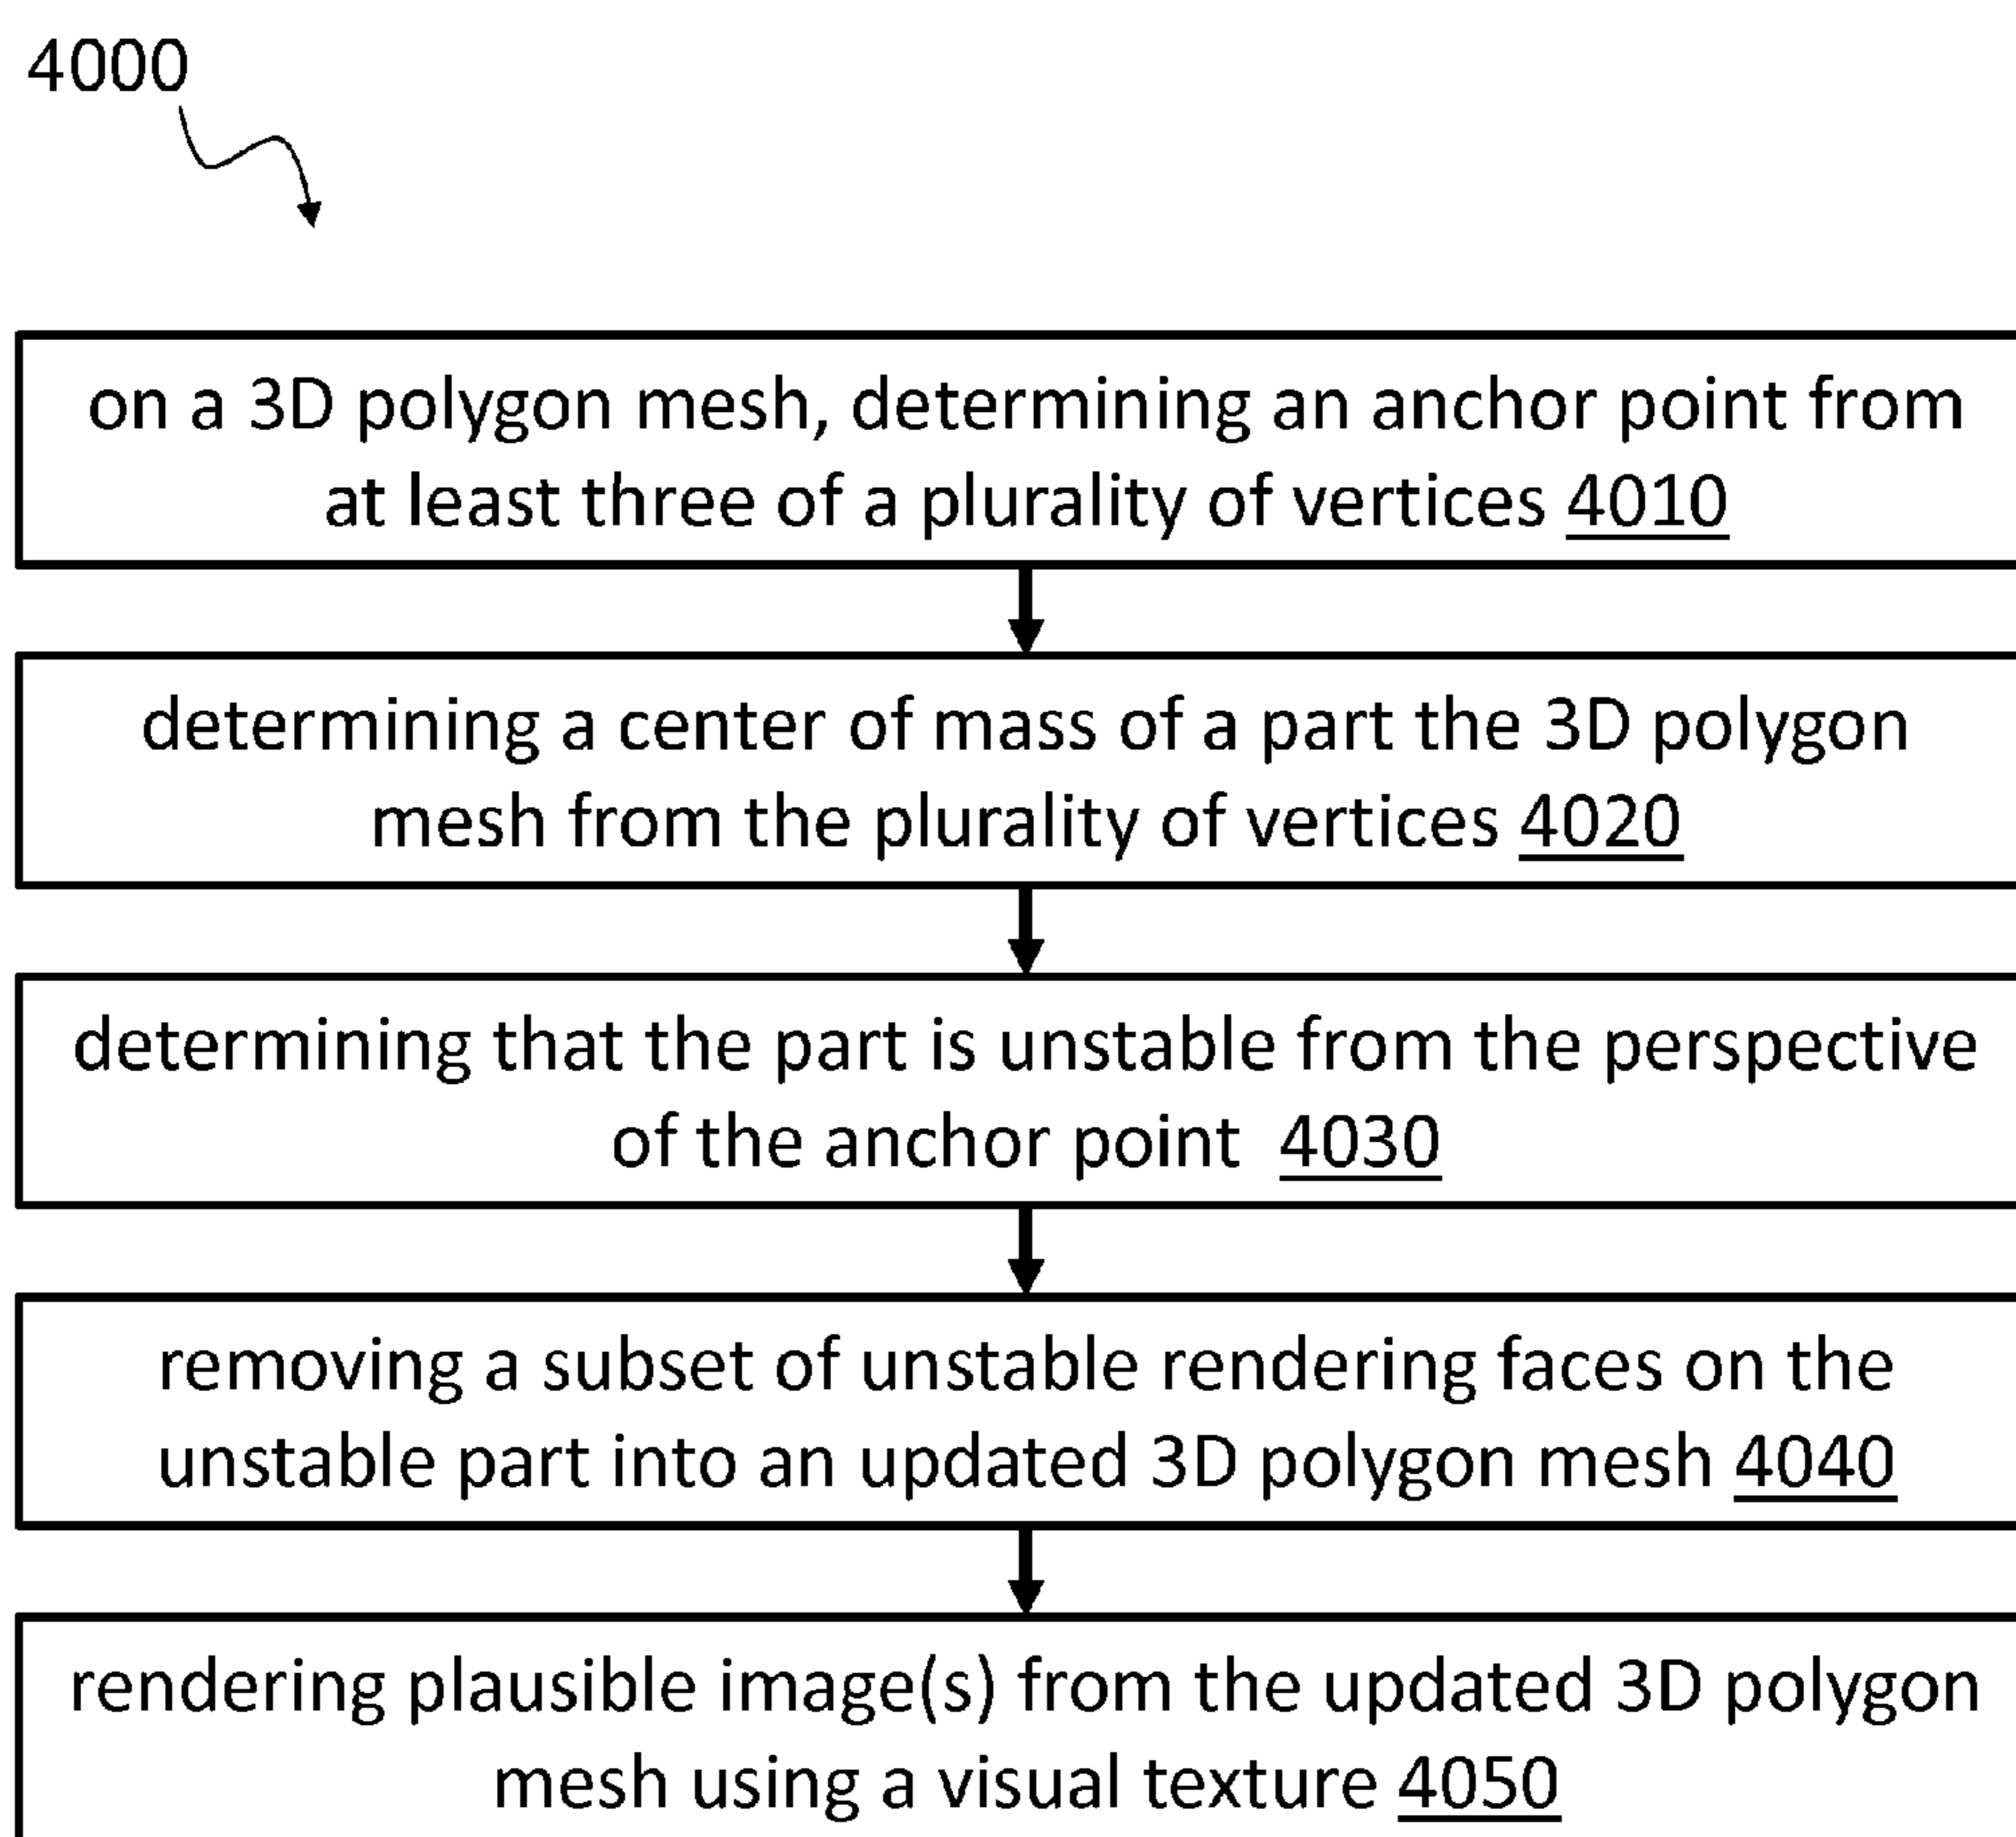 4000
on a 3D polygon mesh, determining an anchor point from
at least three of a plurality of vertices 4010
determining a center of mass of a part the 3D polygon
mesh from the plurality of vertices 4020
determining that the part is unstable from the perspective
of the anchor point 4030
removing a subset of unstable rendering faces on the
unstable part into an updated 3D polygon mesh 4040
rendering plausible image(s) from the updated 3D polygon
mesh using a visual texture 4050